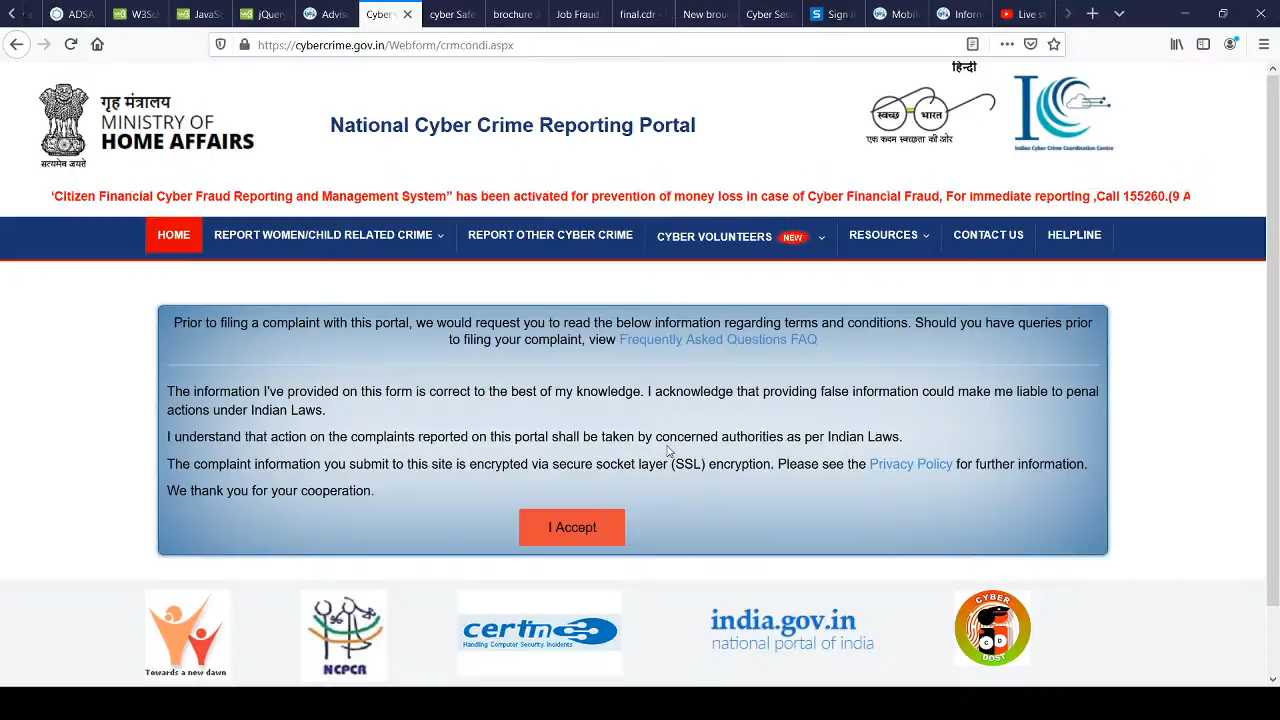 ADSA
W3Sc
JavaSc
jQuery
Advise
Cyber
cyber Safe
brochure 3
Job Fraud
final.cdr -
New brou
Cyber Sec
Sign i
Mobile
Inform
Live st
https://cybercrime.gov.in/Webform/crmcondi.aspx
हिन्दी
गृह मंत्रालय
MINISTRY OF
HOME AFFAIRS
सत्यमेव जयते
National Cyber Crime Reporting Portal
स्वच्छ भारत
एक कदम स्वच्छता की ओर
Indian Cyber Crime Coordination Centre
'Citizen Financial Cyber Fraud Reporting and Management System” has been activated for prevention of money loss in case of Cyber Financial Fraud, For immediate reporting ,Call 155260.(9 A
HOME REPORT WOMEN/CHILD RELATED CRIME REPORT OTHER CYBER CRIME CYBER VOLUNTEERS NEW RESOURCES CONTACT US HELPLINE
Prior to filing a complaint with this portal, we would request you to read the below information regarding terms and conditions. Should you have queries prior
to filing your complaint, view Frequently Asked Questions FAQ
The information I've provided on this form is correct to the best of my knowledge. I acknowledge that providing false information could make me liable to penal
actions under Indian Laws.
I understand that action on the complaints reported on this portal shall be taken by concerned authorities as per Indian Laws.
The complaint information you submit to this site is encrypted via secure socket layer (SSL) encryption. Please see the Privacy Policy for further information.
We thank you for your cooperation.
I Accept
Towards a new dawn
NCPCR
certin
Handling Computer Security Incidents
india.gov.in
national portal of india
CYBER
C D
DOST